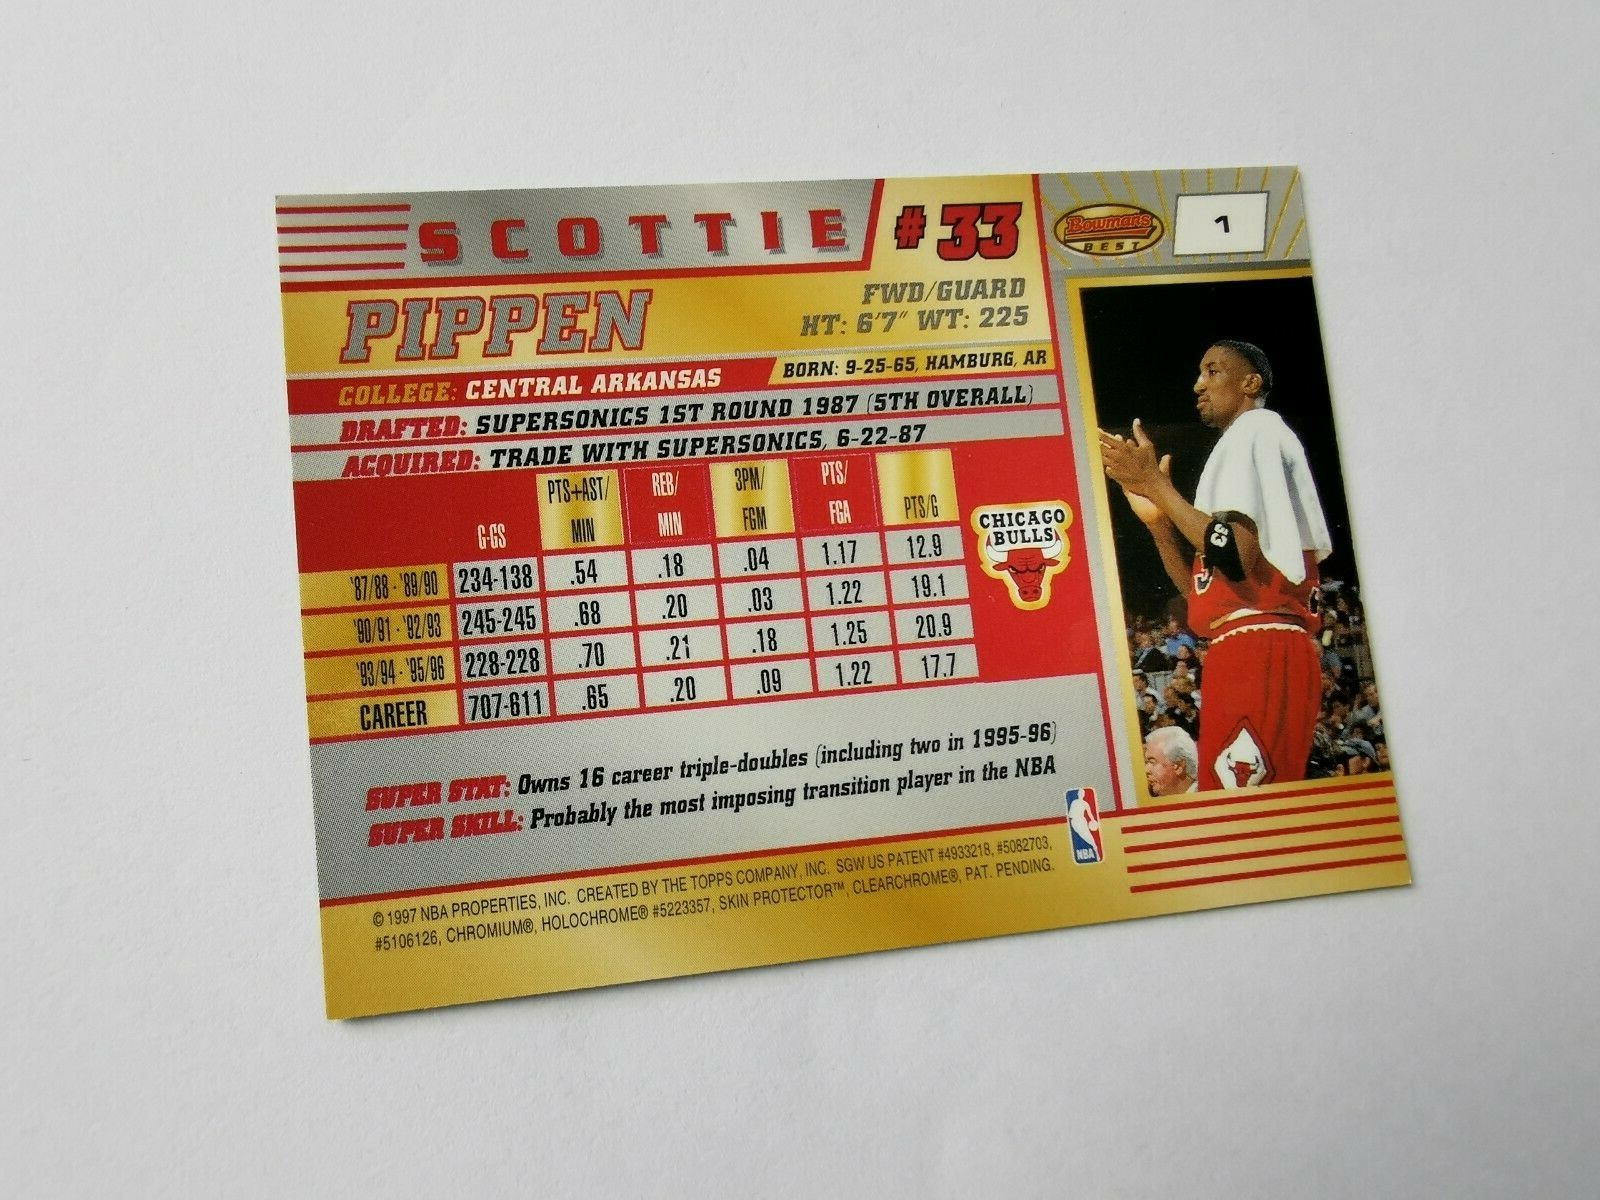 SCOTTIE # 33
Bowmans BEST 1
PIPPEN
FWD/GUARD
HT: 6'7" WT: 225
BORN: 9-25-65, HAMBURG, AR
COLLEGE: CENTRAL ARKANSAS
DRAFTED: SUPERSONICS 1ST ROUND 1987 (5TH OVERALL)
ACQUIRED: TRADE WITH SUPERSONICS, 6-22-87
G-GS PTS+AST/ MIN REB/ MIN 3PM/ FGM PTS/ FGA PTS/G
'87/88 - '89/90 234-138 .54 .18 .04 1.17 12.9
'90/91 - '92/93 245-245 .68 .20 .03 1.22 19.1
'93/94 - '95/96 228-228 .70 .21 .18 1.25 20.9
CAREER 707-611 .65 .20 .09 1.22 17.7
CHICAGO
BULLS
33
SUPER STAT: Owns 16 career triple-doubles (including two in 1995-96)
SUPER SKILL: Probably the most imposing transition player in the NBA
NBA
© 1997 NBA PROPERTIES, INC. CREATED BY THE TOPPS COMPANY, INC. SGW US PATENT #4933218, #5082703,
#5106126, CHROMIUM®, HOLOCHROME® #5223357, SKIN PROTECTOR™, CLEARCHROME®, PAT. PENDING.